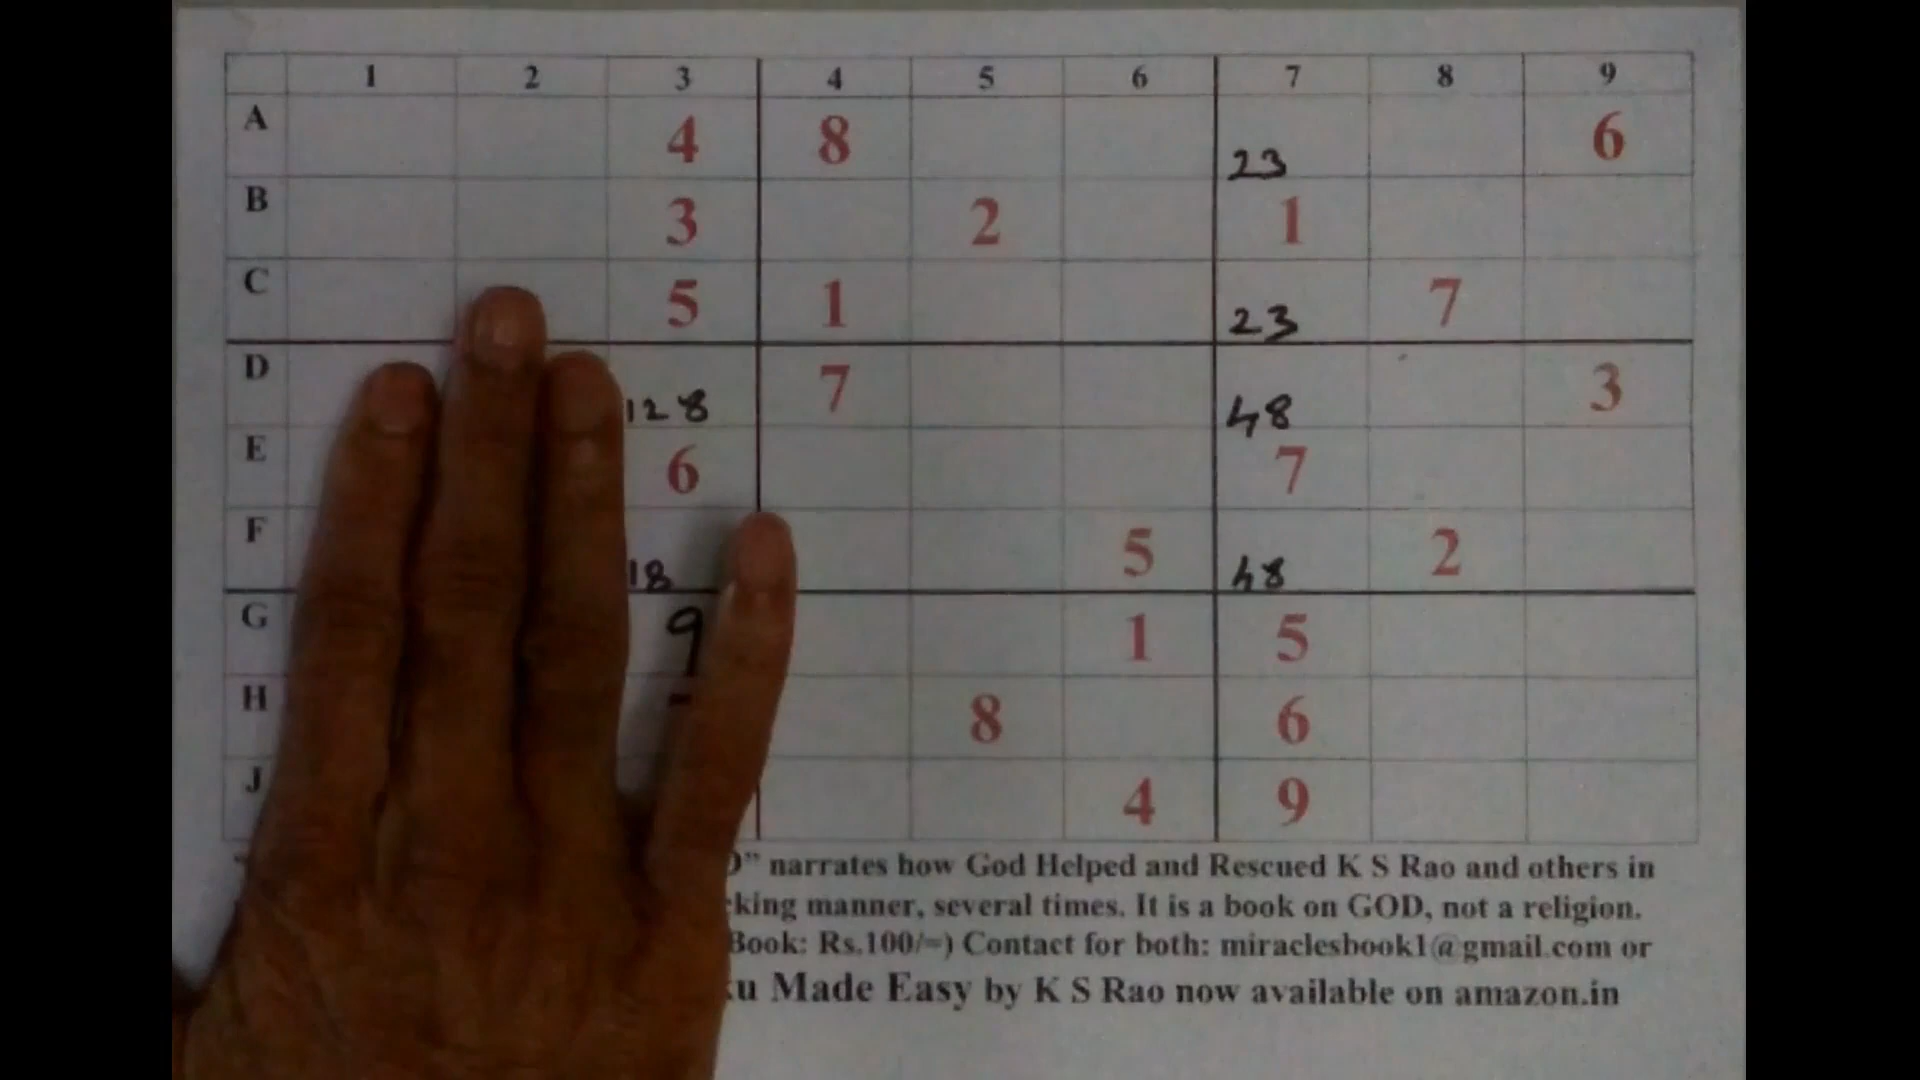 1 2 3 4 5 6 7 8 9
A 4 8 23 6
B 3 2 1
C 5 1 23 7
D 128 7 48 3
E 6 7
F 18 5 48 2
G 9 1 5
H 8 6
J 4 9
narrates how God Helped and Rescued K S Rao and others in
manner, several times. It is a book on GOD, not a religion.
Book: Rs.100/=) Contact for both: miraclesbook1@gmail.com or
Made Easy by K S Rao now available on amazon.in